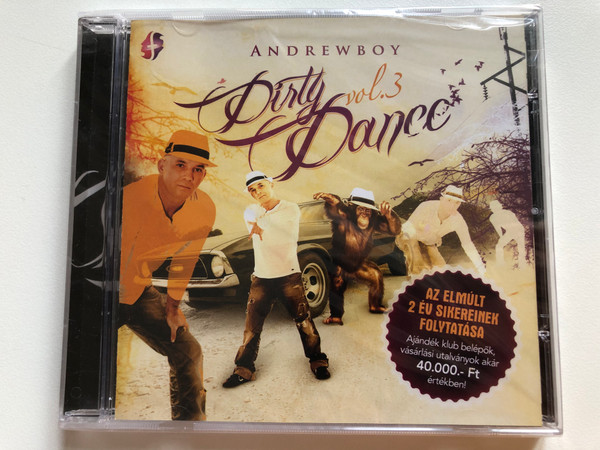 ANDREWBOY
Dirty vol.3
Dance
AZ ELMÚLT
2 ÉV SIKEREINEK
FOLYTATÁSA
Ajándék klub belépők,
vásárlási utalványok akár
40.000.- Ft
értékben!